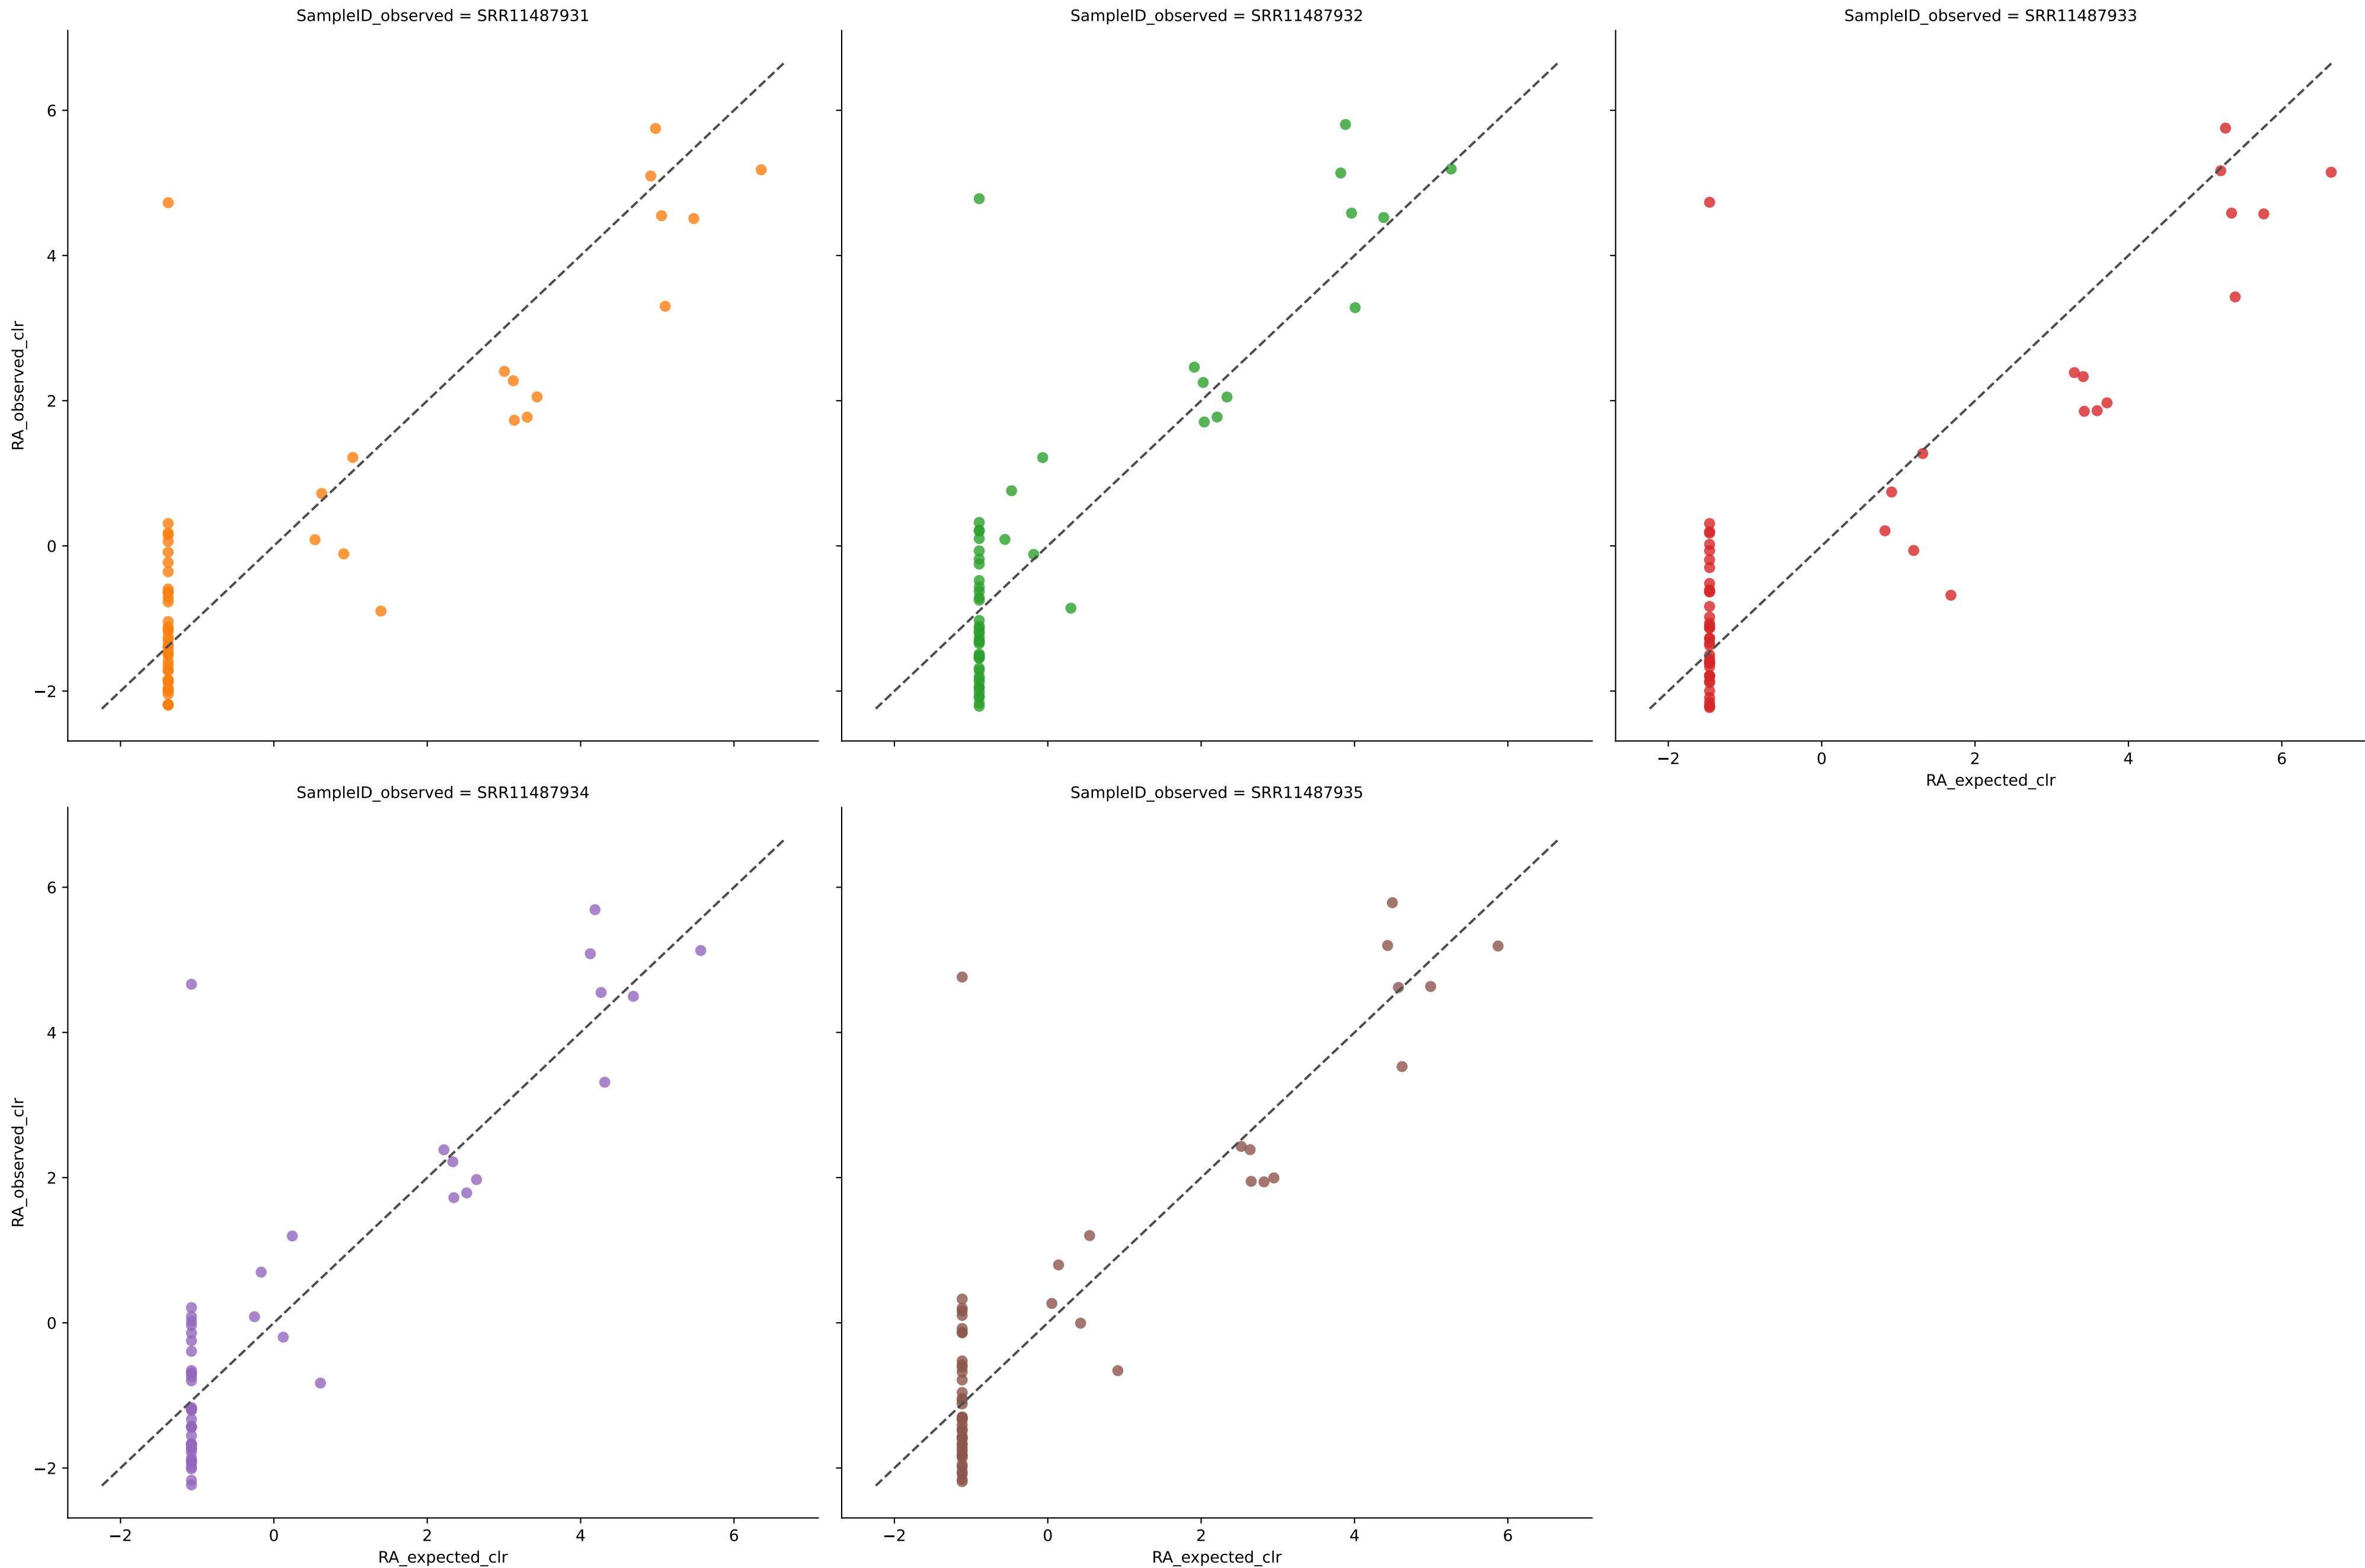 SampleID_observed = SRR11487931
SampleID_observed = SRR11487932
SampleID_observed = SRR11487933
6
4
2
0
−2
RA_observed_clr
−2 0 2 4 6
RA_expected_clr
SampleID_observed = SRR11487934
SampleID_observed = SRR11487935
6
4
2
0
−2
RA_observed_clr
−2 0 2 4 6
RA_expected_clr
−2 0 2 4 6
RA_expected_clr